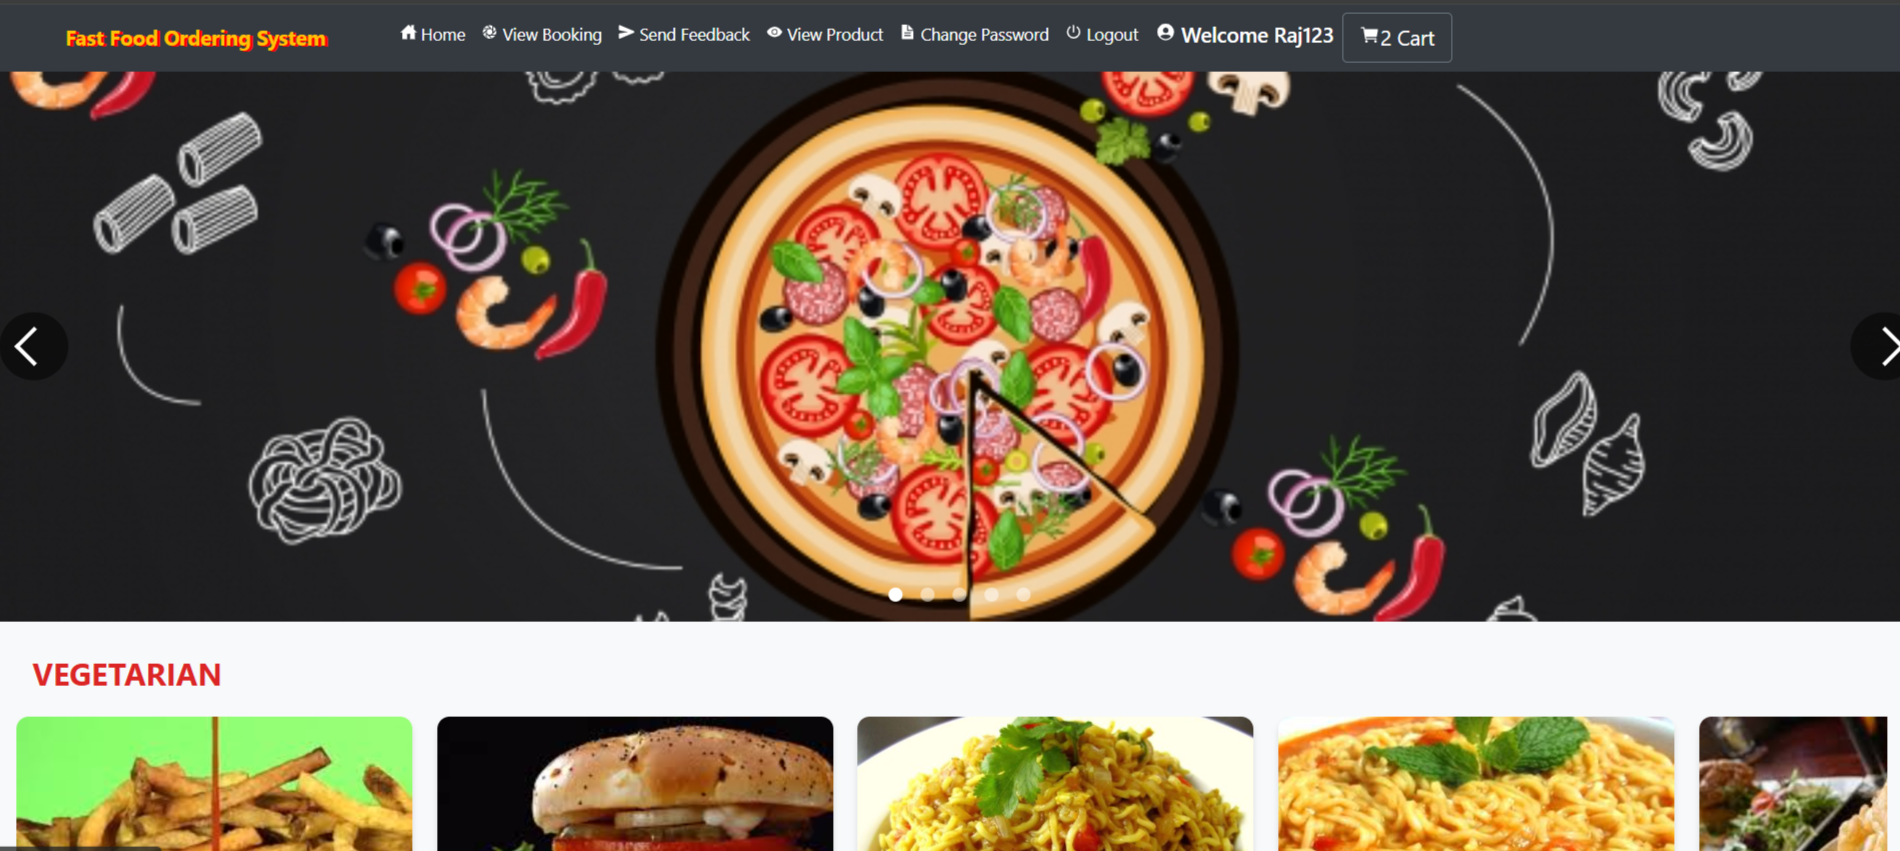 Fast Food Ordering System
Home View Booking Send Feedback View Product Change Password Logout Welcome Raj123 2 Cart
VEGETARIAN